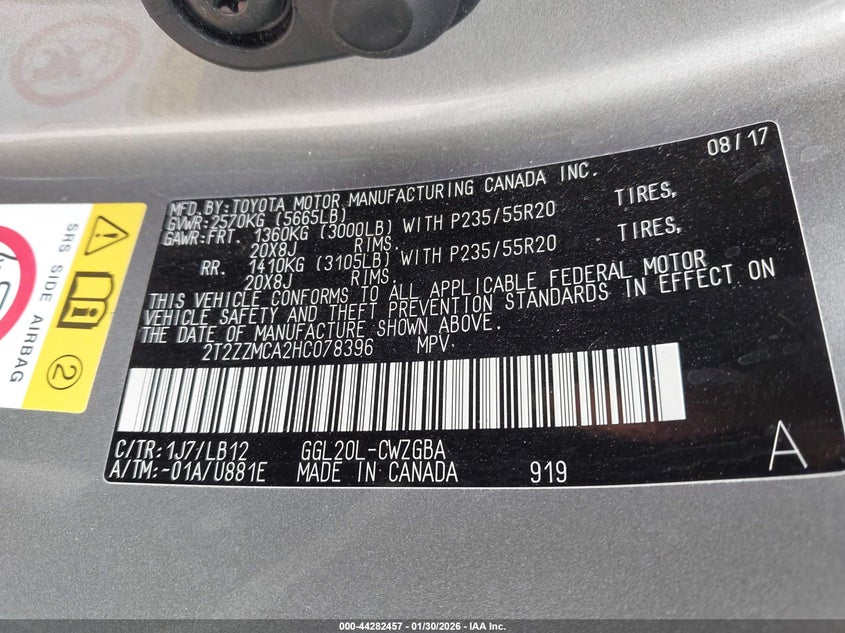 08/17
MFD.BY:TOYOTA MOTOR MANUFACTURING CANADA INC.
GVWR:2570KG (5665LB)
GAWR:FRT. 1360KG (3000LB) WITH P235/55R20 TIRES,
20X8J RIMS.
RR. 1410KG (3105LB) WITH P235/55R20 TIRES,
20X8J RIMS.
THIS VEHICLE CONFORMS TO ALL APPLICABLE FEDERAL MOTOR
VEHICLE SAFETY AND THEFT PREVENTION STANDARDS IN EFFECT ON
THE DATE OF MANUFACTURE SHOWN ABOVE.
2T2ZZMCA2HC078396 MPV.
C/TR:1J7/LB12 GGL20L-CWZGBA
A/TM:-01A/U881E MADE IN CANADA 919
A
SRS SIDE AIRBAG
2
000-44282457 - 01/30/2026 - IAA Inc.